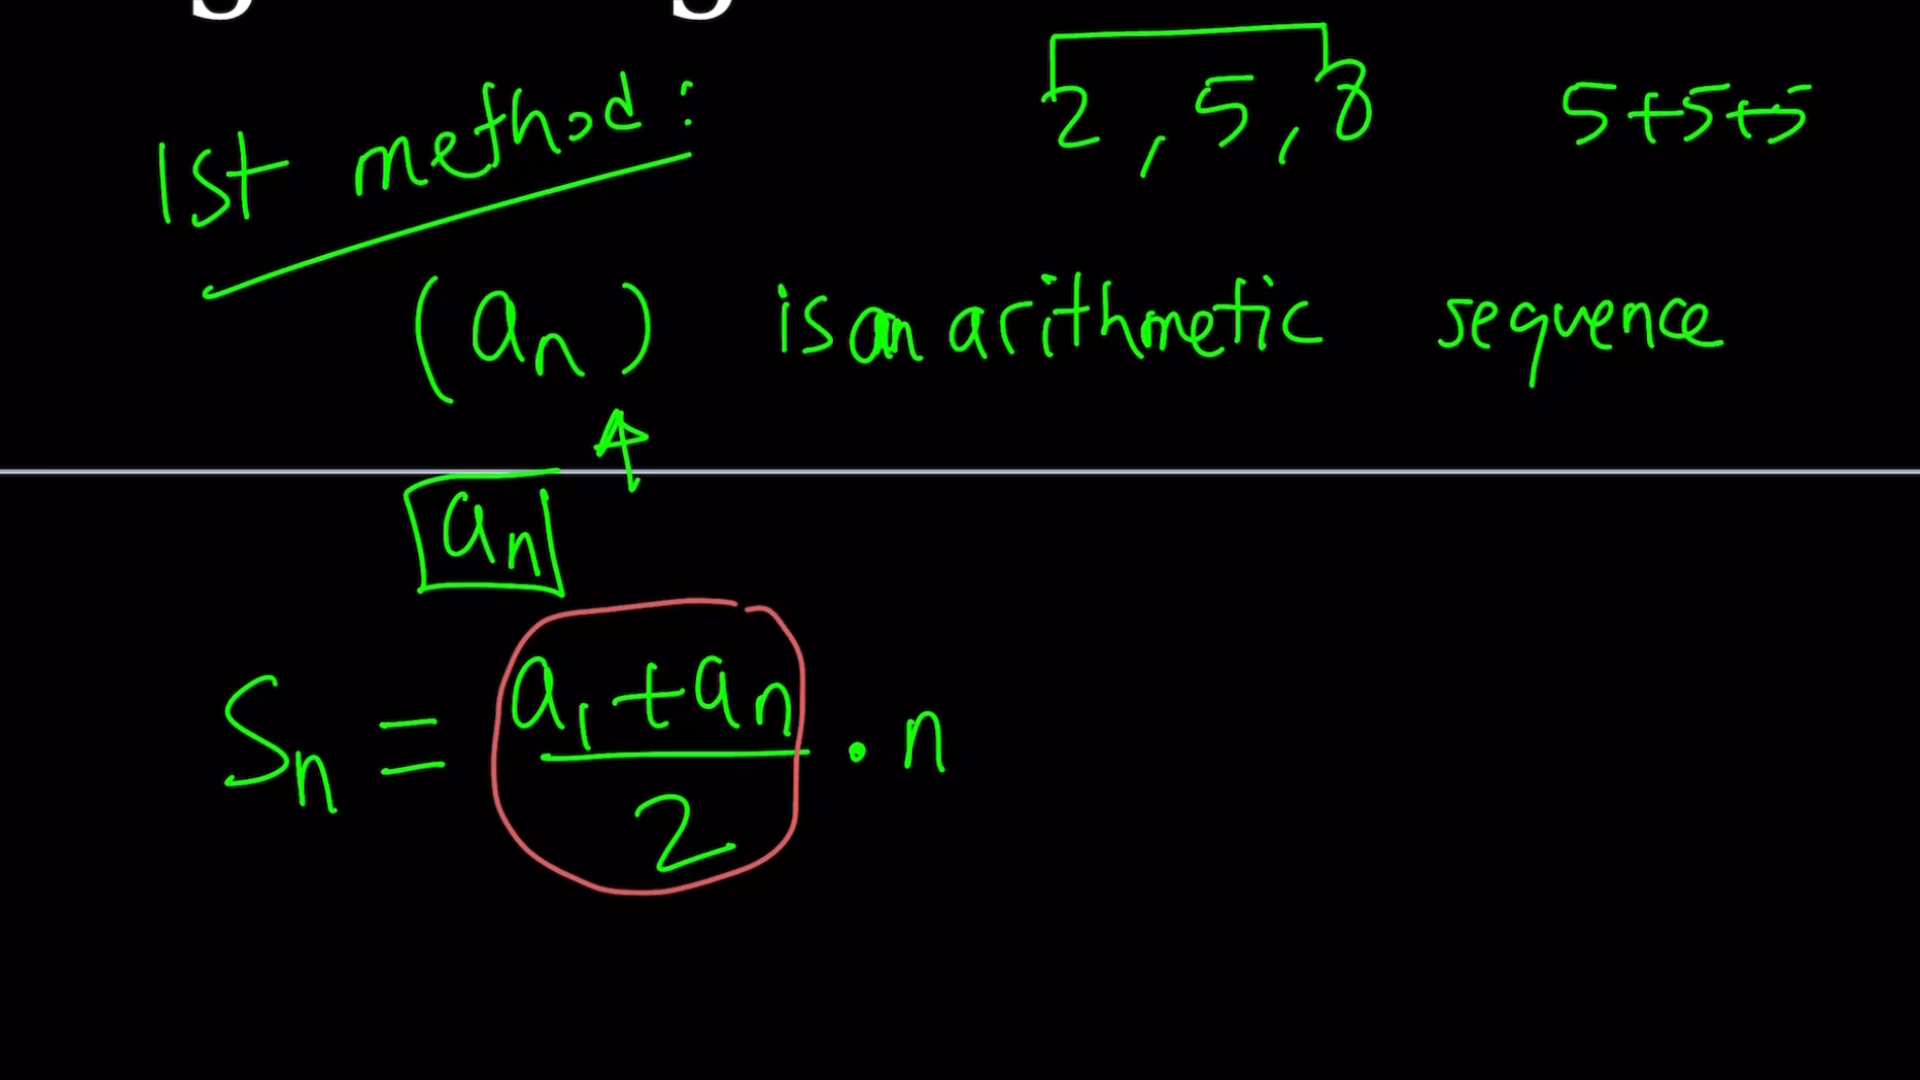 1st method:
2, 5, 8
5+5+5
(aₙ) is an arithmetic sequence
aₙ
Sₙ = (a₁+aₙ)/2 · n